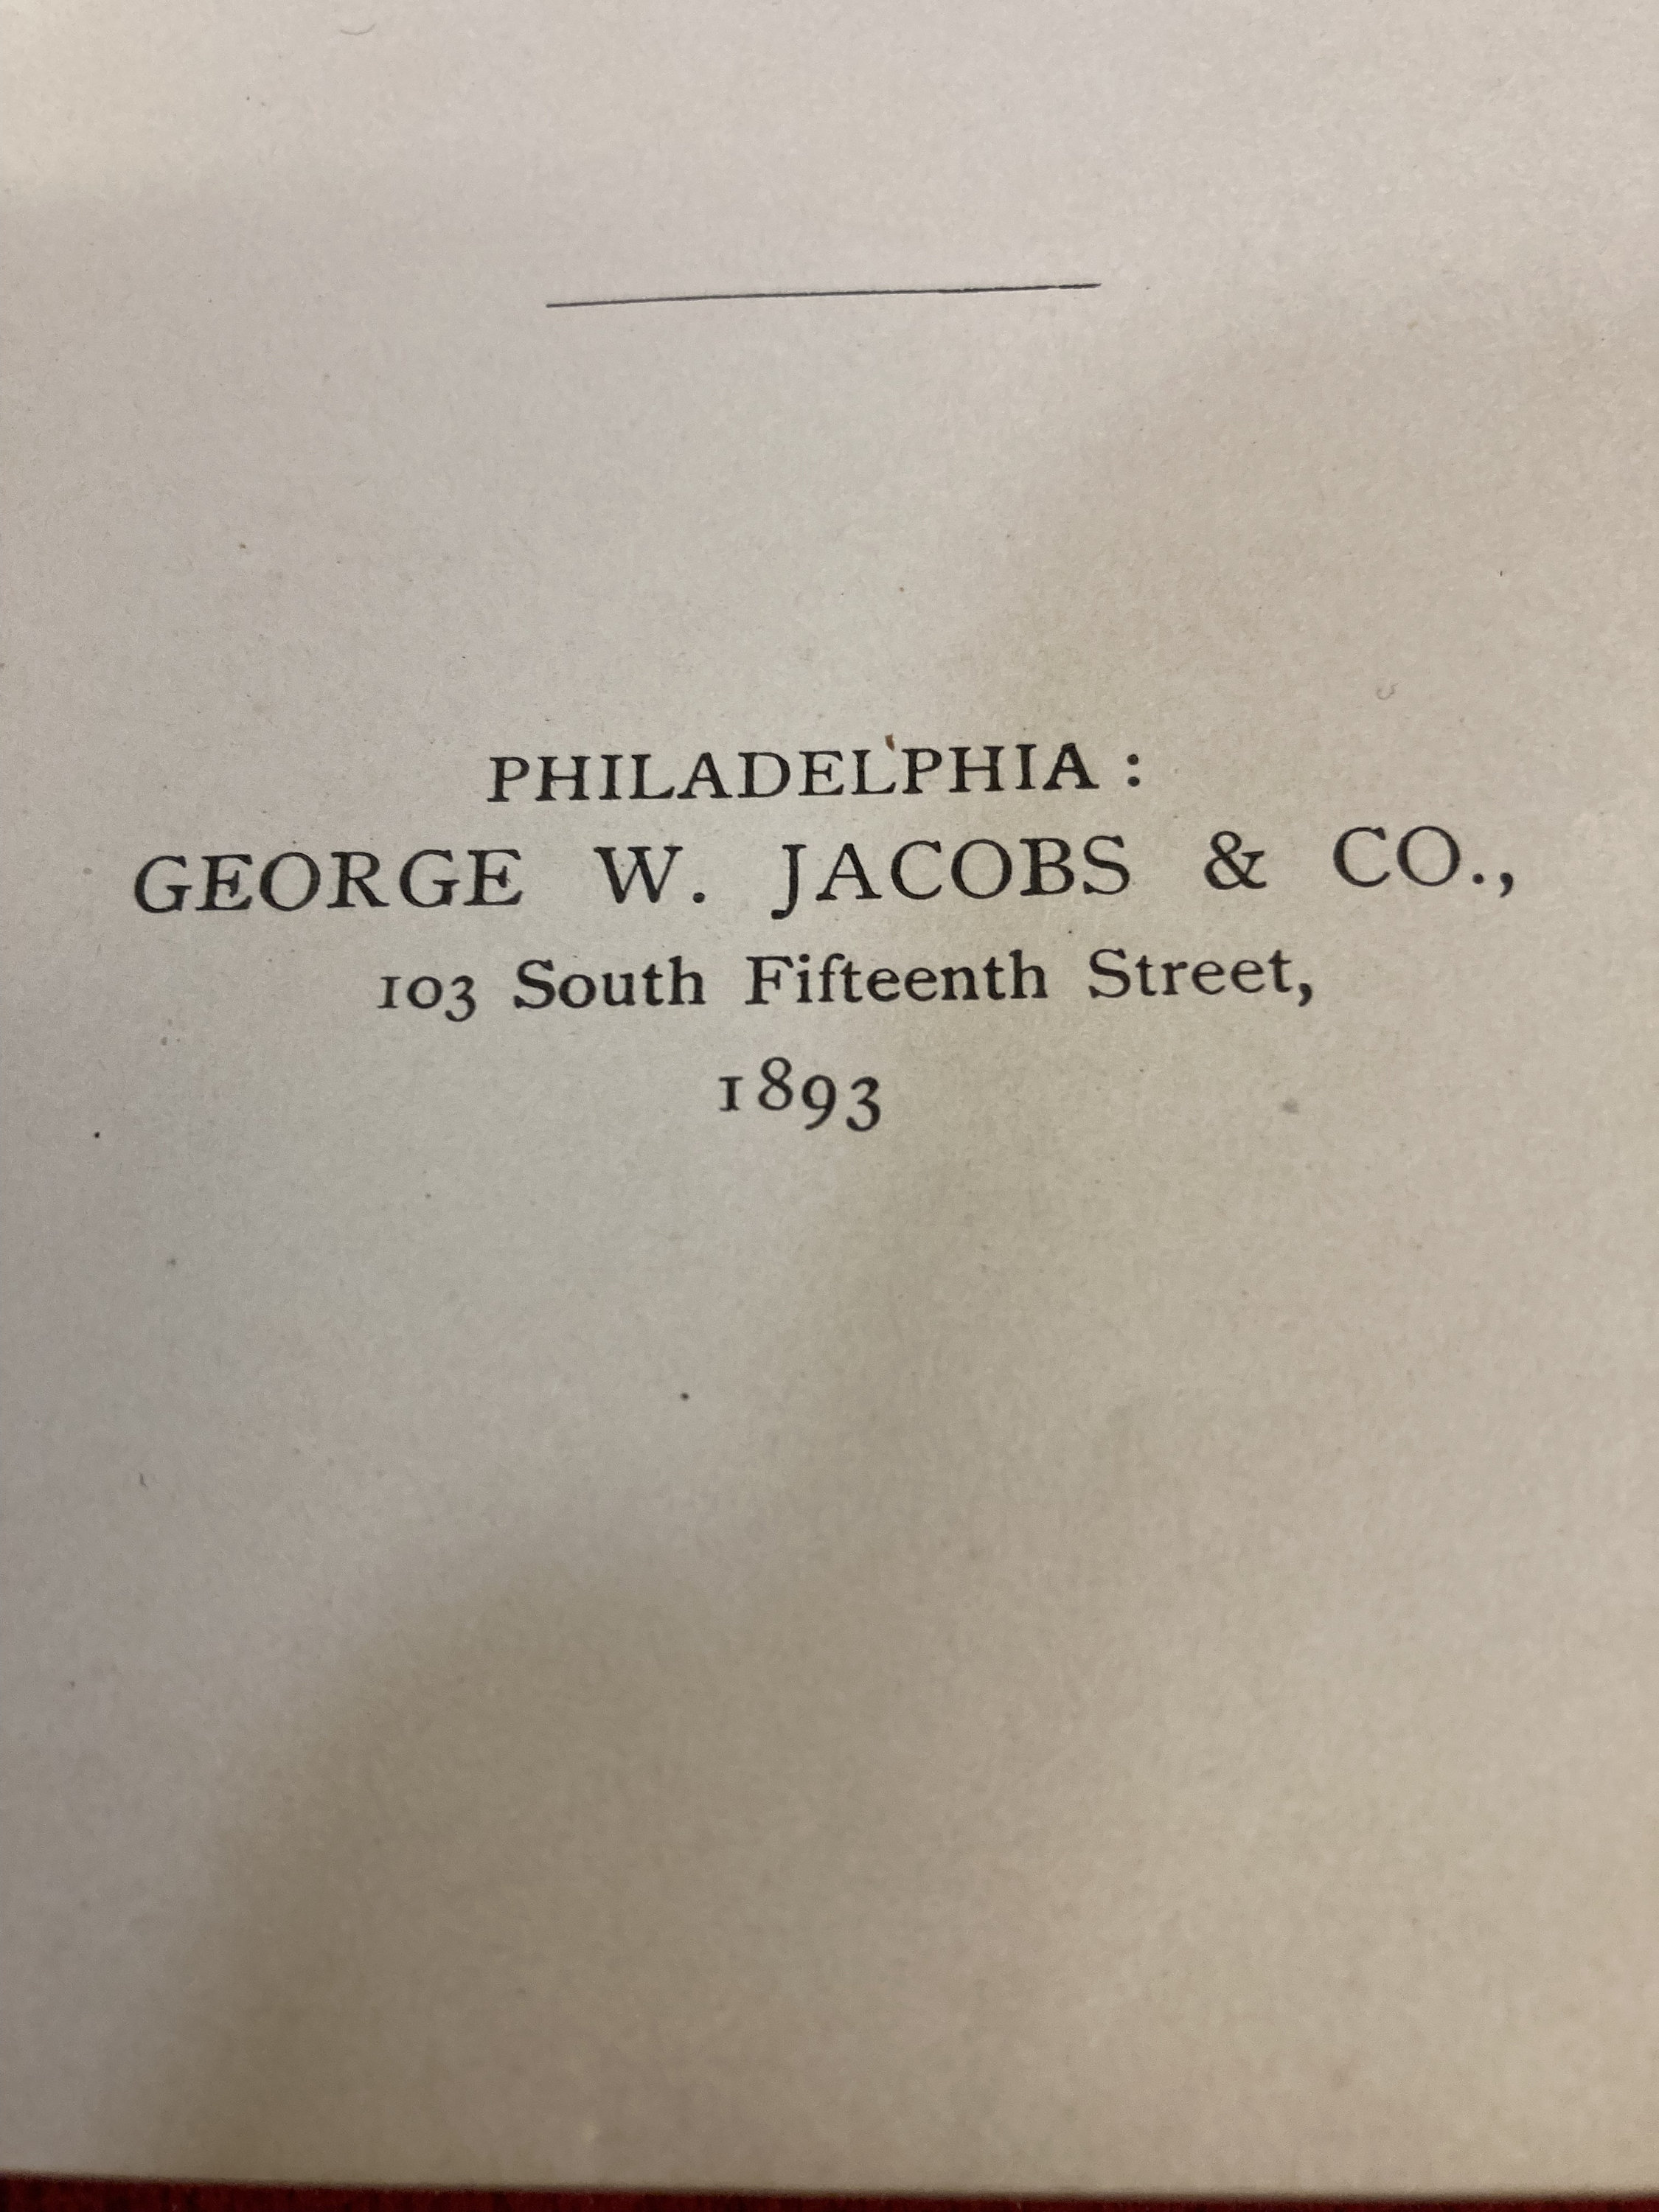 PHILADELPHIA :
GEORGE W. JACOBS & CO.,
103 South Fifteenth Street,
1893